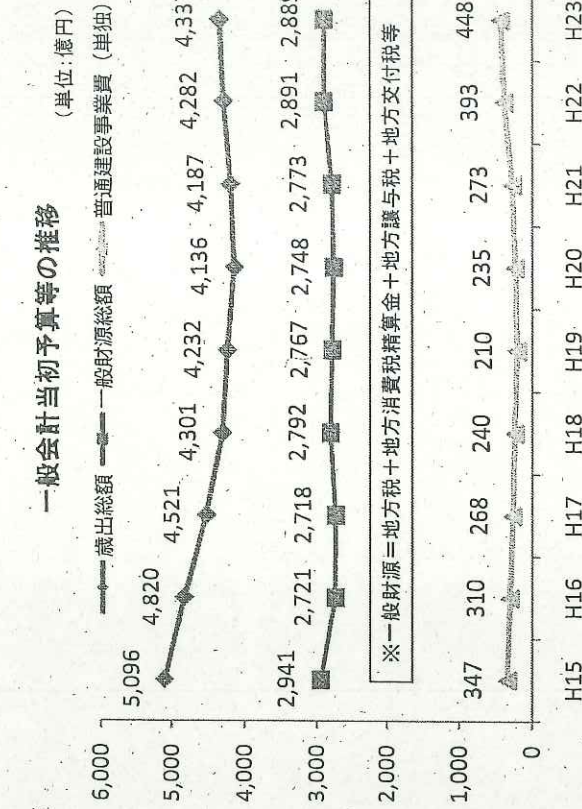 一般会計当初予算等の推移
(単位:億円)
歳出総額 一般財源総額 普通建設事業費(単独)
6,000
5,000
4,000
3,000
2,000
1,000
0
5,096 4,820 4,521 4,301 4,232 4,136 4,187 4,282
2,941 2,721 2,718 2,792 2,767 2,748 2,773 2,891
※一般財源=地方税+地方消費税精算金+地方譲与税+地方交付税等
347 310 268 240 210 235 273 393 448
H15 H16 H17 H18 H19 H20 H21 H22 H23